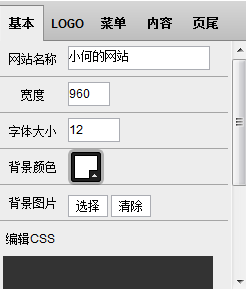 基本 LOGO 菜单 内容 页尾
网站名称 小何的网站
宽度 960
字体大小 12
背景颜色
背景图片 选择 清除
编辑CSS